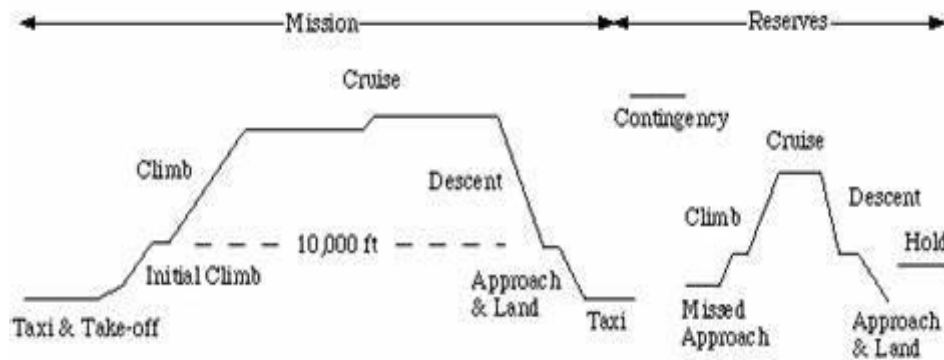 Mission
Reserves
Cruise
Contingency
Cruise
Climb
Descent
Climb
Descent
10,000 ft
Hold
Initial Climb
Approach
& Land
Taxi & Take-off
Taxi
Missed
Approach
Approach
& Land